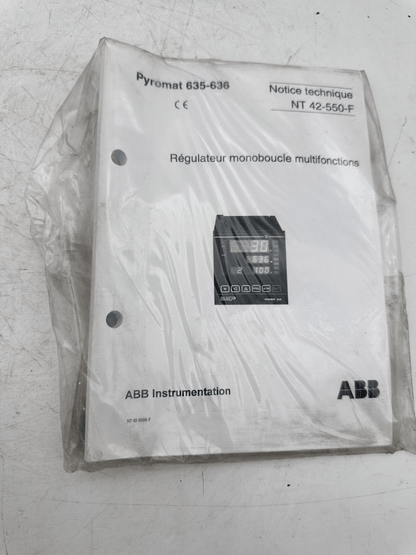 Pyromat 635-636
Notice technique
NT 42-550-F
CE
Régulateur monoboucle multifonctions
ABB Instrumentation
ABB